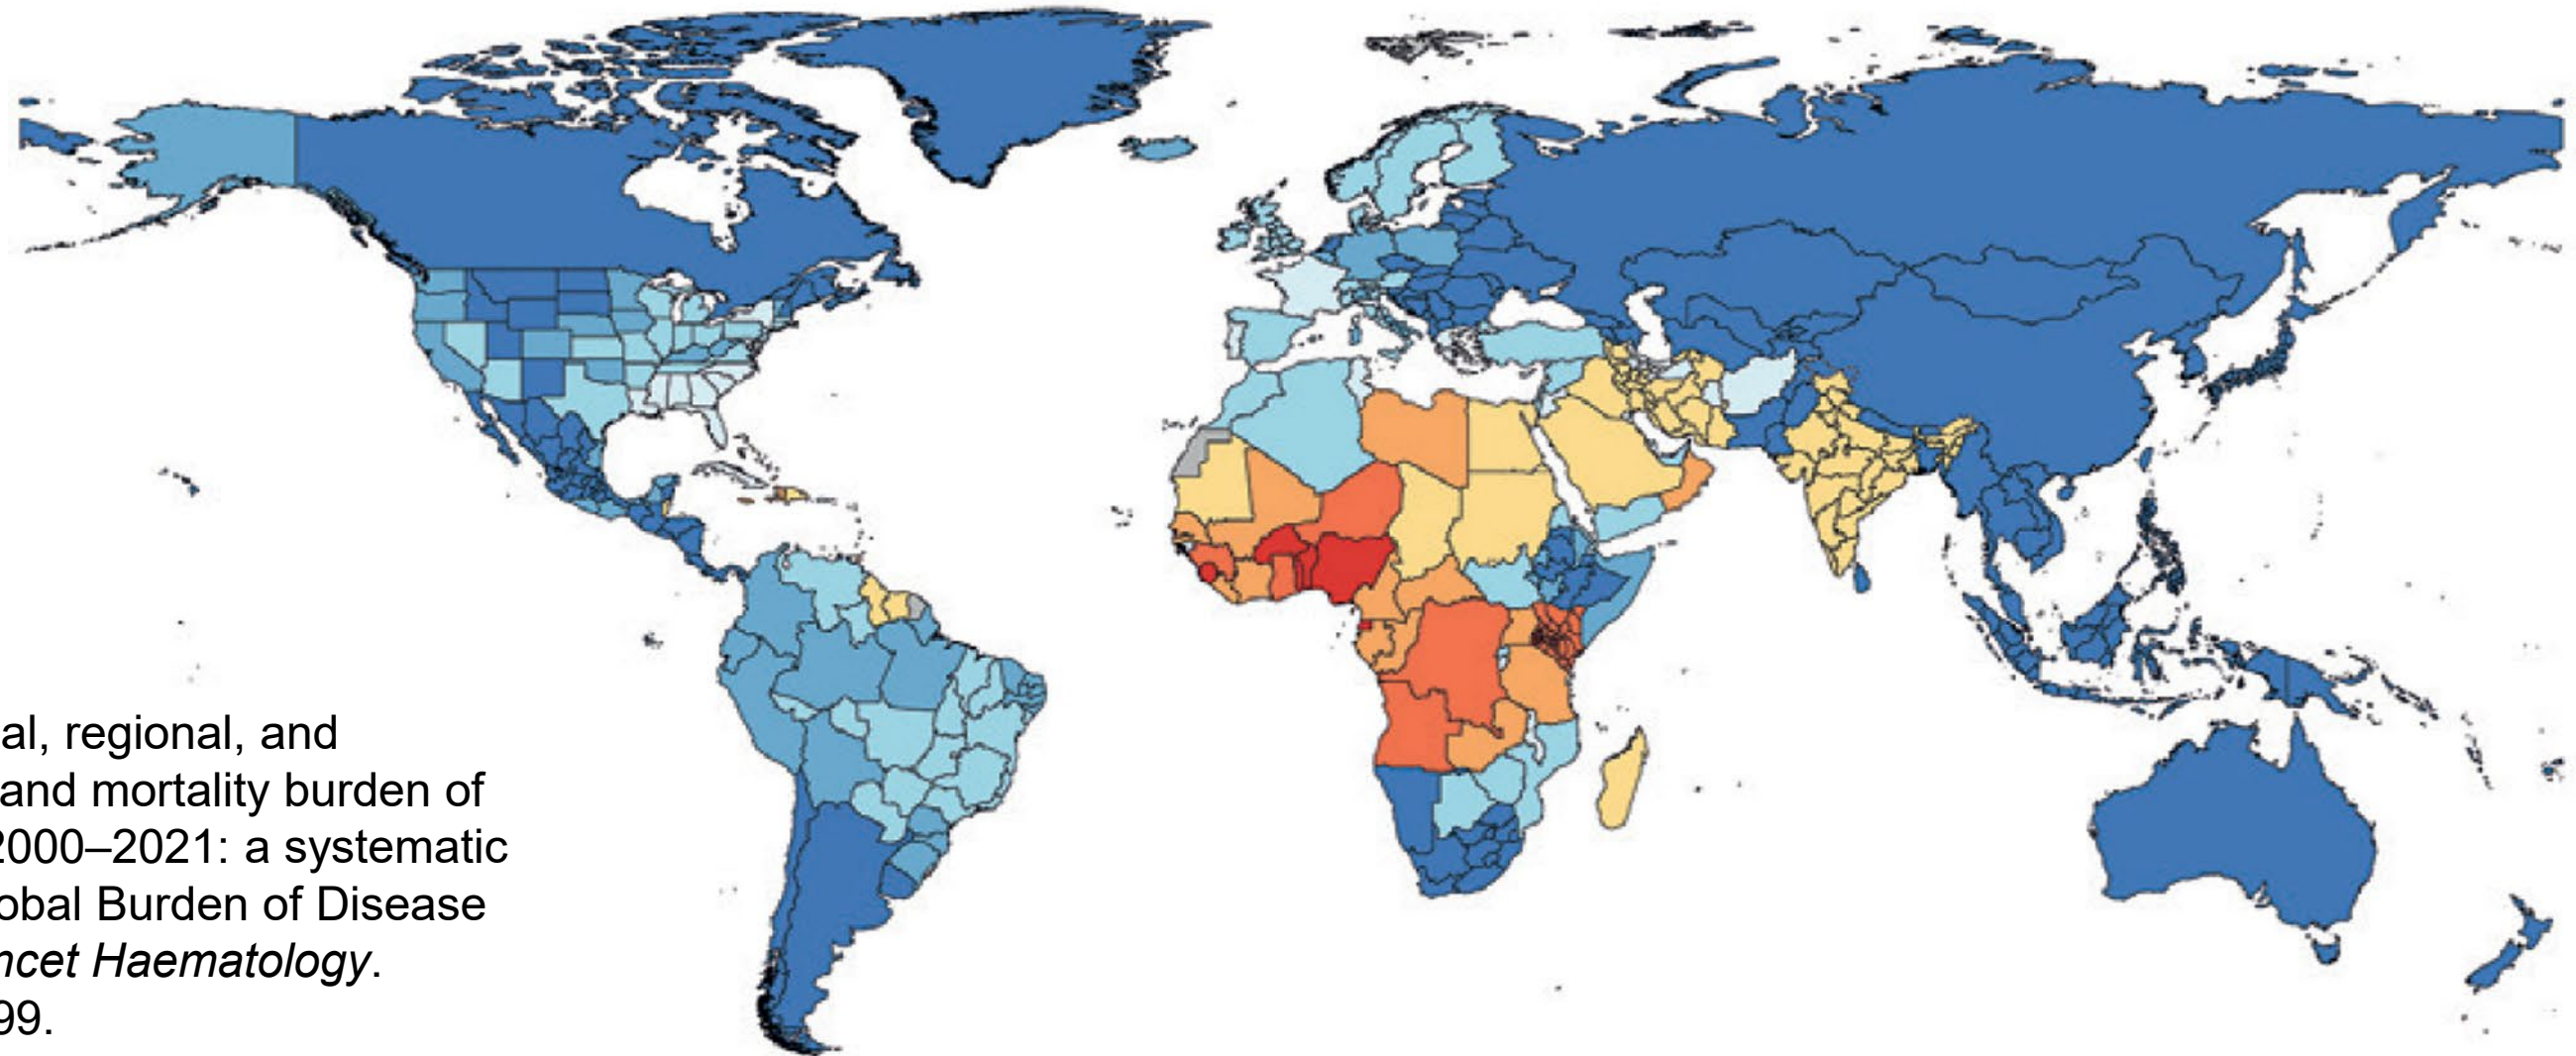 al, regional, and
and mortality burden of
2000–2021: a systematic
obal Burden of Disease
ncet Haematology.
99.